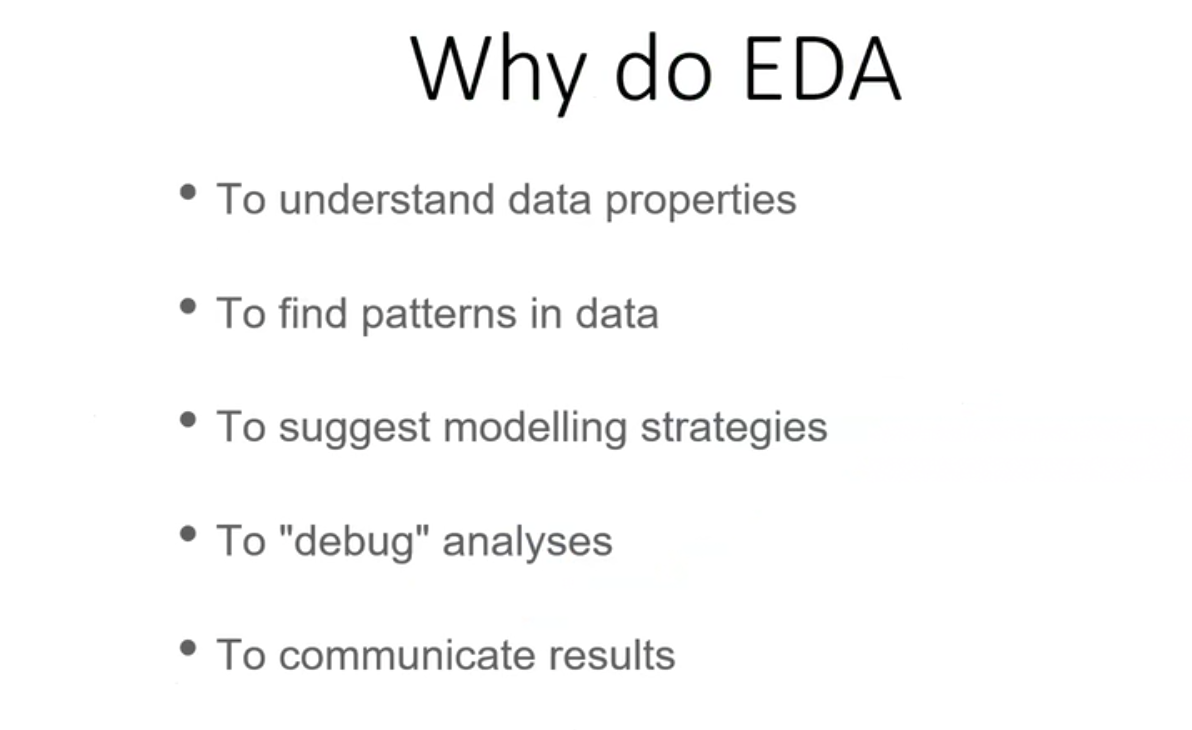 Why do EDA
• To understand data properties
• To find patterns in data
• To suggest modelling strategies
• To "debug" analyses
• To communicate results